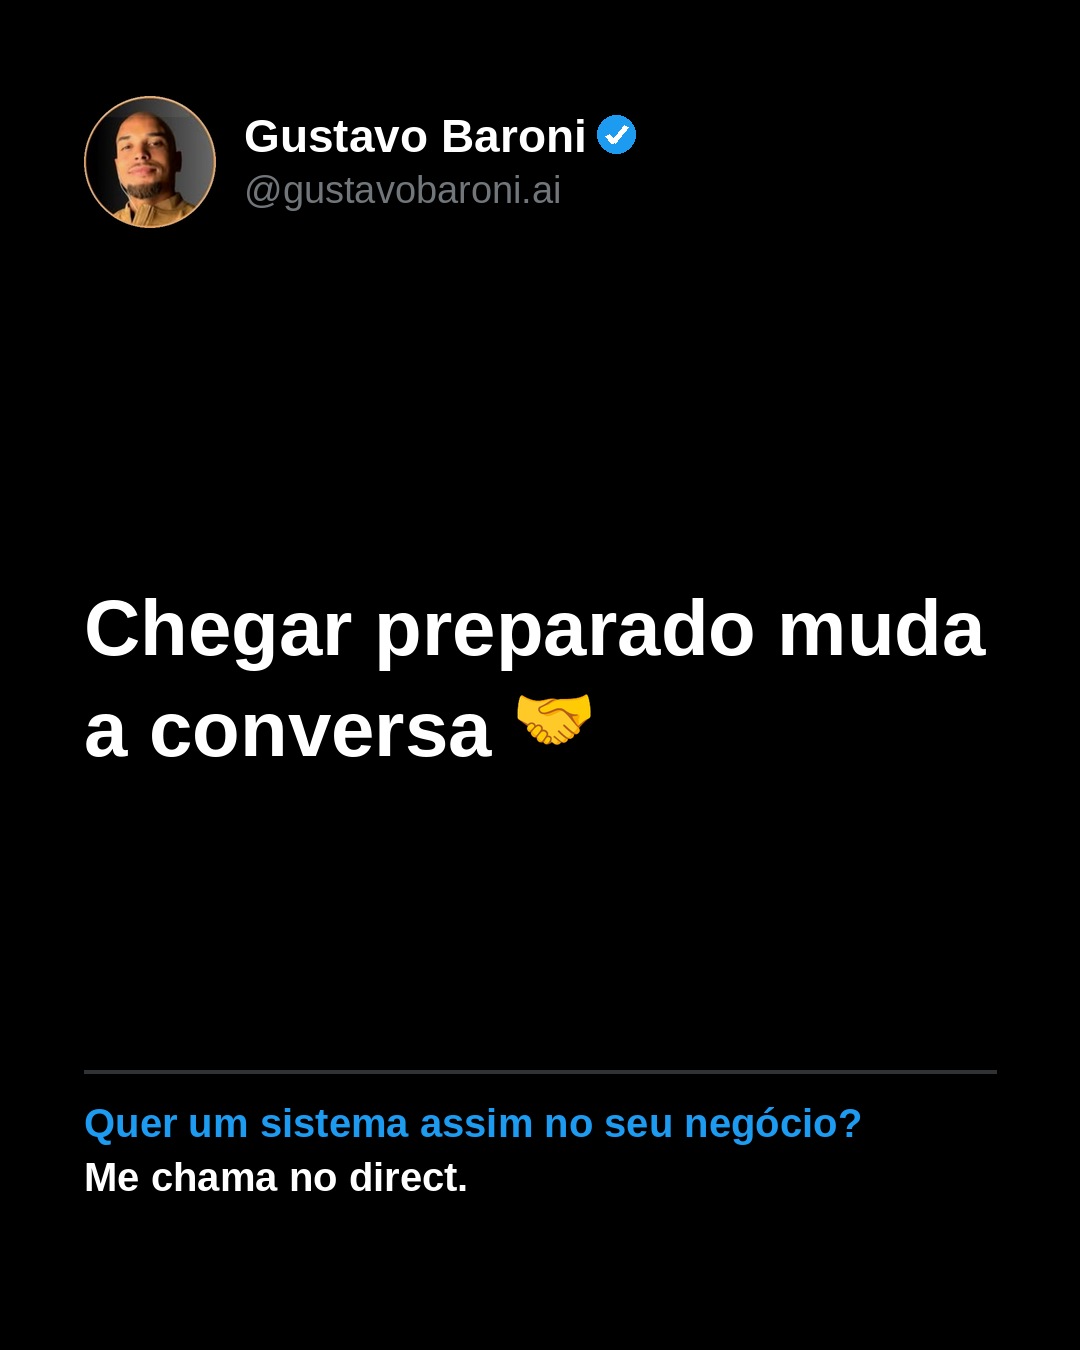 Gustavo Baroni
@gustavobaroni.ai
Chegar preparado muda
a conversa 🤝
Quer um sistema assim no seu negócio?
Me chama no direct.